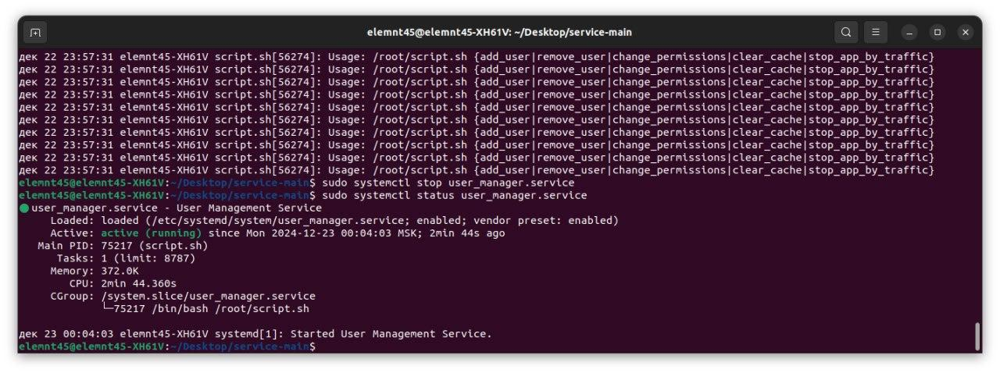 elemnt45@elemnt45-XH61V: ~/Desktop/service-main
дек 22 23:57:31 elemnt45-XH61V script.sh[56274]: Usage: /root/script.sh {add_user|remove_user|change_permissions|clear_cache|stop_app_by_traffic}
дек 22 23:57:31 elemnt45-XH61V script.sh[56274]: Usage: /root/script.sh {add_user|remove_user|change_permissions|clear_cache|stop_app_by_traffic}
дек 22 23:57:31 elemnt45-XH61V script.sh[56274]: Usage: /root/script.sh {add_user|remove_user|change_permissions|clear_cache|stop_app_by_traffic}
дек 22 23:57:31 elemnt45-XH61V script.sh[56274]: Usage: /root/script.sh {add_user|remove_user|change_permissions|clear_cache|stop_app_by_traffic}
дек 22 23:57:31 elemnt45-XH61V script.sh[56274]: Usage: /root/script.sh {add_user|remove_user|change_permissions|clear_cache|stop_app_by_traffic}
дек 22 23:57:31 elemnt45-XH61V script.sh[56274]: Usage: /root/script.sh {add_user|remove_user|change_permissions|clear_cache|stop_app_by_traffic}
дек 22 23:57:31 elemnt45-XH61V script.sh[56274]: Usage: /root/script.sh {add_user|remove_user|change_permissions|clear_cache|stop_app_by_traffic}
дек 22 23:57:31 elemnt45-XH61V script.sh[56274]: Usage: /root/script.sh {add_user|remove_user|change_permissions|clear_cache|stop_app_by_traffic}
дек 22 23:57:31 elemnt45-XH61V script.sh[56274]: Usage: /root/script.sh {add_user|remove_user|change_permissions|clear_cache|stop_app_by_traffic}
дек 22 23:57:31 elemnt45-XH61V script.sh[56274]: Usage: /root/script.sh {add_user|remove_user|change_permissions|clear_cache|stop_app_by_traffic}
elemnt45@elemnt45-XH61V:~/Desktop/service-main$ sudo systemctl stop user_manager.service
elemnt45@elemnt45-XH61V:~/Desktop/service-main$ sudo systemctl status user_manager.service
● user_manager.service - User Management Service
     Loaded: loaded (/etc/systemd/system/user_manager.service; enabled; vendor preset: enabled)
     Active: active (running) since Mon 2024-12-23 00:04:03 MSK; 2min 44s ago
   Main PID: 75217 (script.sh)
      Tasks: 1 (limit: 8787)
     Memory: 372.0K
        CPU: 2min 44.360s
     CGroup: /system.slice/user_manager.service
             └─75217 /bin/bash /root/script.sh
дек 23 00:04:03 elemnt45-XH61V systemd[1]: Started User Management Service.
elemnt45@elemnt45-XH61V:~/Desktop/service-main$